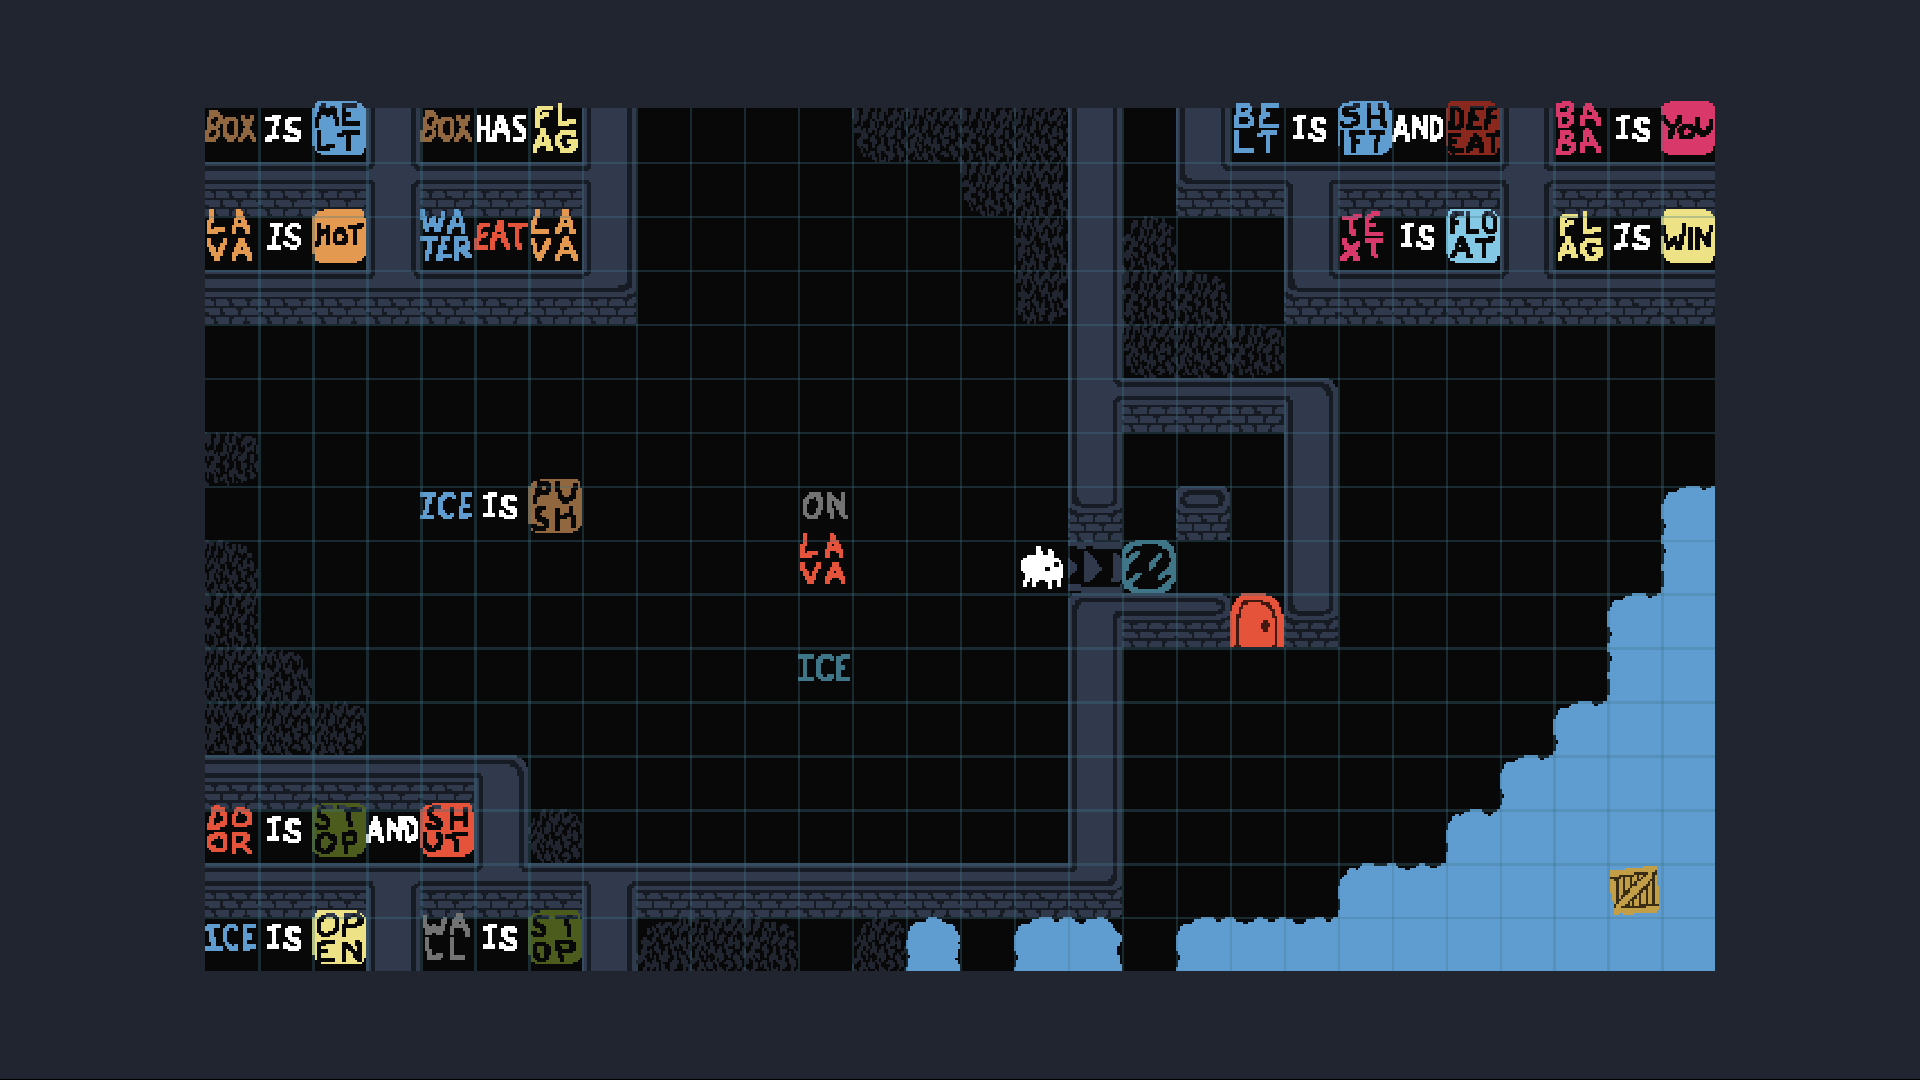 BOX IS MELT BOX HAS FLAG BELT IS SHIFT AND DEFEAT BABA IS YOU
LAVA IS HOT WATER EAT LAVA TEXT IS FLOAT FLAG IS WIN
ICE IS PUSH ON
LAVA
ICE
DOOR IS STOP AND SHUT
ICE IS OPEN WALL IS STOP